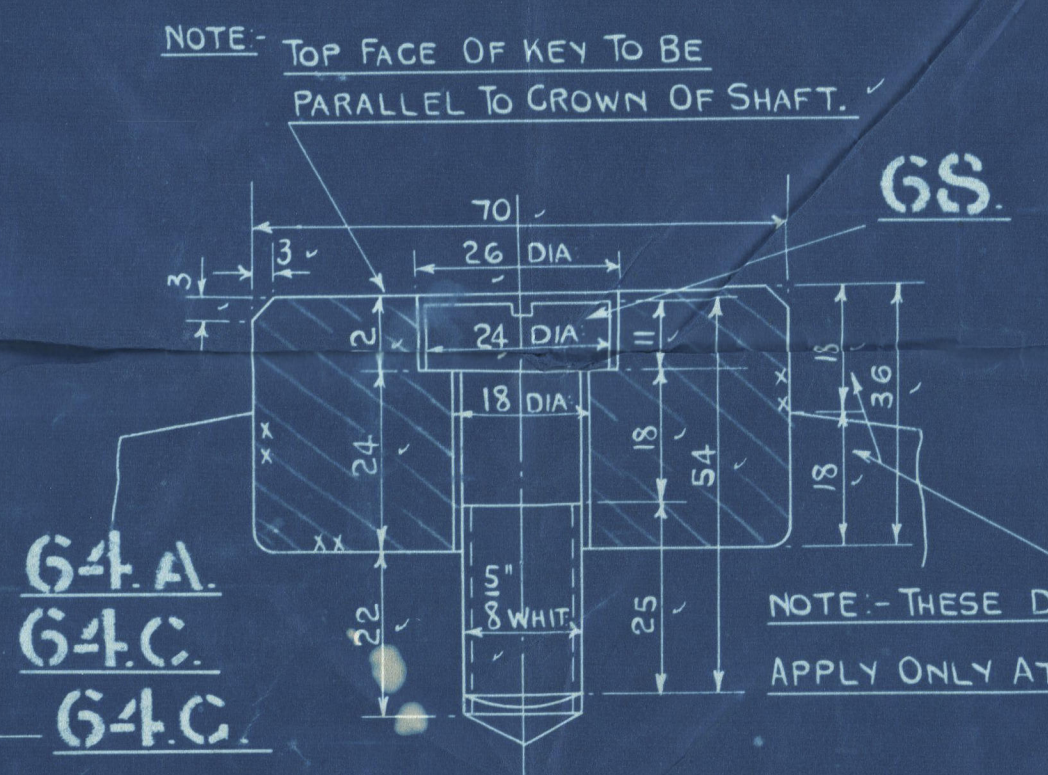 NOTE:- TOP FACE OF KEY TO BE
PARALLEL TO CROWN OF SHAFT.
68.
70
3
26 DIA
3
2
24 DIA
11
18
36
18 DIA.
24
18
54
18
64.A.
5"
8 WHIT.
22
25
NOTE:- THESE D
64.C.
APPLY ONLY AT
64.G.